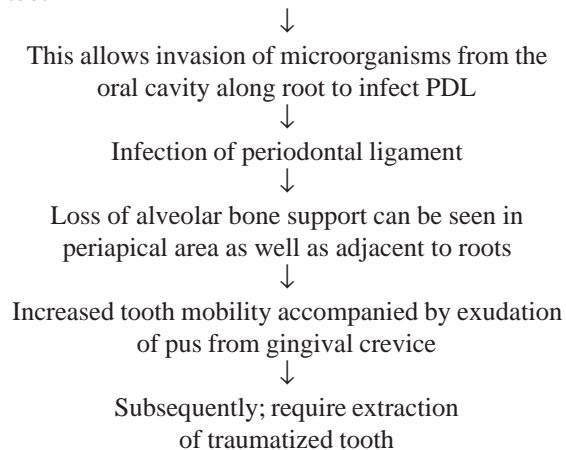 ↓
This allows invasion of microorganisms from the
oral cavity along root to infect PDL
↓
Infection of periodontal ligament
↓
Loss of alveolar bone support can be seen in
periapical area as well as adjacent to roots
↓
Increased tooth mobility accompanied by exudation
of pus from gingival crevice
↓
Subsequently; require extraction
of traumatized tooth